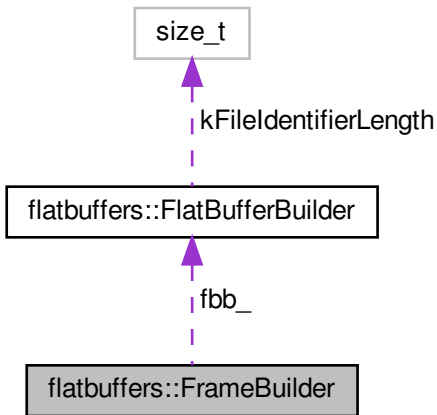 size_t
kFileIdentifierLength
flatbuffers::FlatBufferBuilder
fbb_
flatbuffers::FrameBuilder